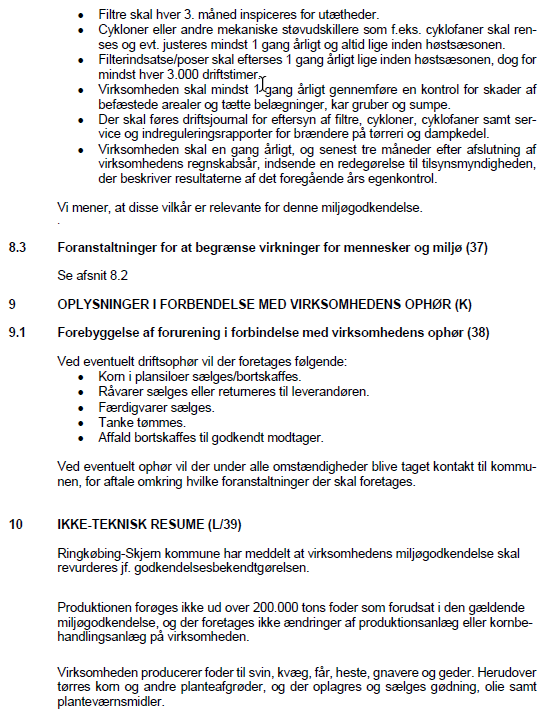 • Filtre skal hver 3. måned inspiceres for utætheder.
• Cykloner eller andre mekaniske støvudskillere som f.eks. cyklofaner skal ren-
ses og evt. justeres mindst 1 gang årligt og altid lige inden høstsæsonen.
• Filterindsatse/poser skal efterses 1 gang årligt lige inden høstsæsonen, dog for
mindst hver 3.000 driftstimer.
• Virksomheden skal mindst 1 gang årligt gennemføre en kontrol for skader af
befæstede arealer og tætte belægninger, kar gruber og sumpe.
• Der skal føres driftsjournal for eftersyn af filtre, cykloner, cyklofaner samt ser-
vice og indreguleringsrapporter for brændere på tørreri og dampkedel.
• Virksomheden skal en gang årligt, og senest tre måneder efter afslutning af
virksomhedens regnskabsår, indsende en redegørelse til tilsynsmyndigheden,
der beskriver resultaterne af det foregående års egenkontrol.
Vi mener, at disse vilkår er relevante for denne miljøgodkendelse.
.
8.3 Foranstaltninger for at begrænse virkninger for mennesker og miljø (37)
Se afsnit 8.2
9 OPLYSNINGER I FORBENDELSE MED VIRKSOMHEDENS OPHØR (K)
9.1 Forebyggelse af forurening i forbindelse med virksomhedens ophør (38)
Ved eventuelt driftsophør vil der foretages følgende:
• Korn i plansiloer sælges/bortskaffes.
• Råvarer sælges eller returneres til leverandøren.
• Færdigvarer sælges.
• Tanke tømmes.
• Affald bortskaffes til godkendt modtager.
Ved eventuelt ophør vil der under alle omstændigheder blive taget kontakt til kommu-
nen, for aftale omkring hvilke foranstaltninger der skal foretages.
10 IKKE-TEKNISK RESUME (L/39)
Ringkøbing-Skjern kommune har meddelt at virksomhedens miljøgodkendelse skal
revurderes jf. godkendelsesbekendtgørelsen.
Produktionen forøges ikke ud over 200.000 tons foder som forudsat i den gældende
miljøgodkendelse, og der foretages ikke ændringer af produktionsanlæg eller kornbe-
handlingsanlæg på virksomheden.
Virksomheden producerer foder til svin, kvæg, får, heste, gnavere og geder. Herudover
tørres korn og andre planteafgrøder, og der oplagres og sælges gødning, olie samt
planteværnsmidler.